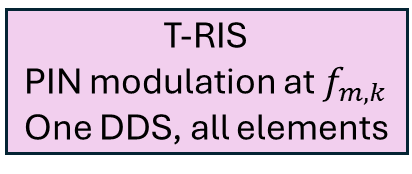 T-RIS
PIN modulation at f_{m,k}
One DDS, all elements